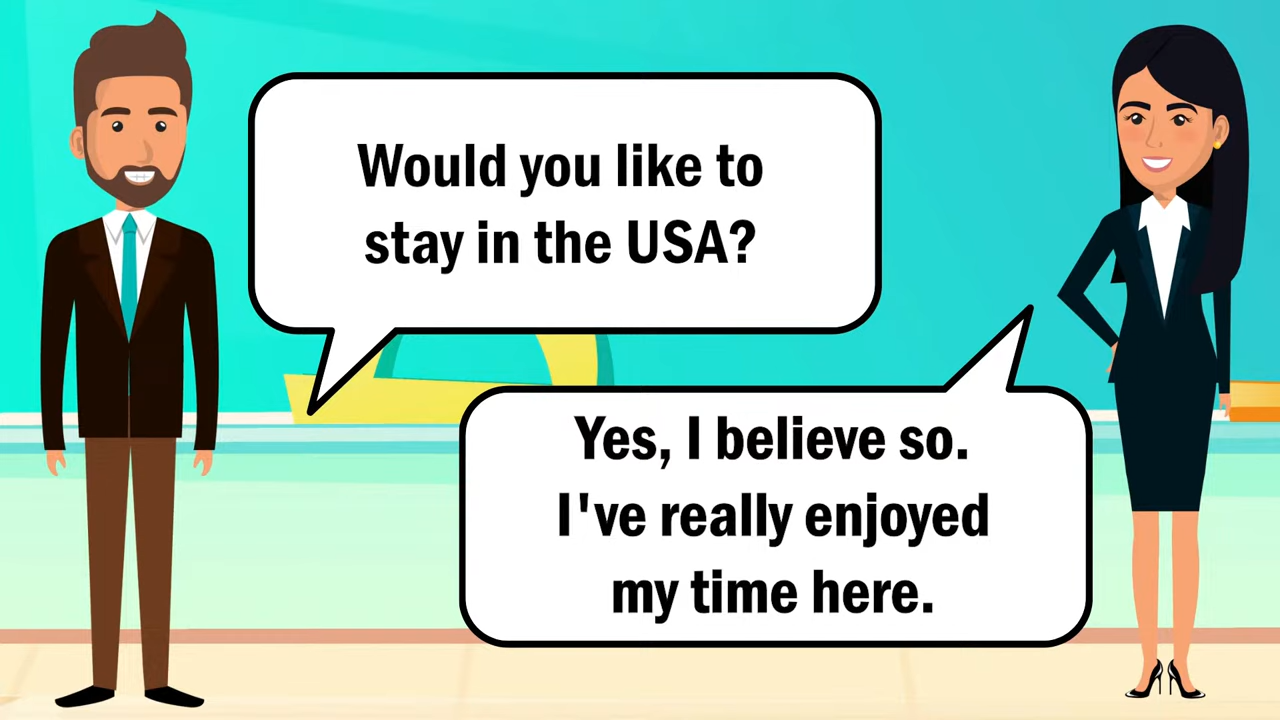 Would you like to
stay in the USA?
Yes, I believe so.
I've really enjoyed
my time here.